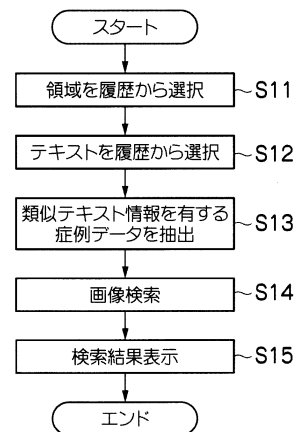 スタート
領域を履歴から選択 S11
テキストを履歴から選択 S12
類似テキスト情報を有する
症例データを抽出 S13
画像検索 S14
検索結果表示 S15
エンド